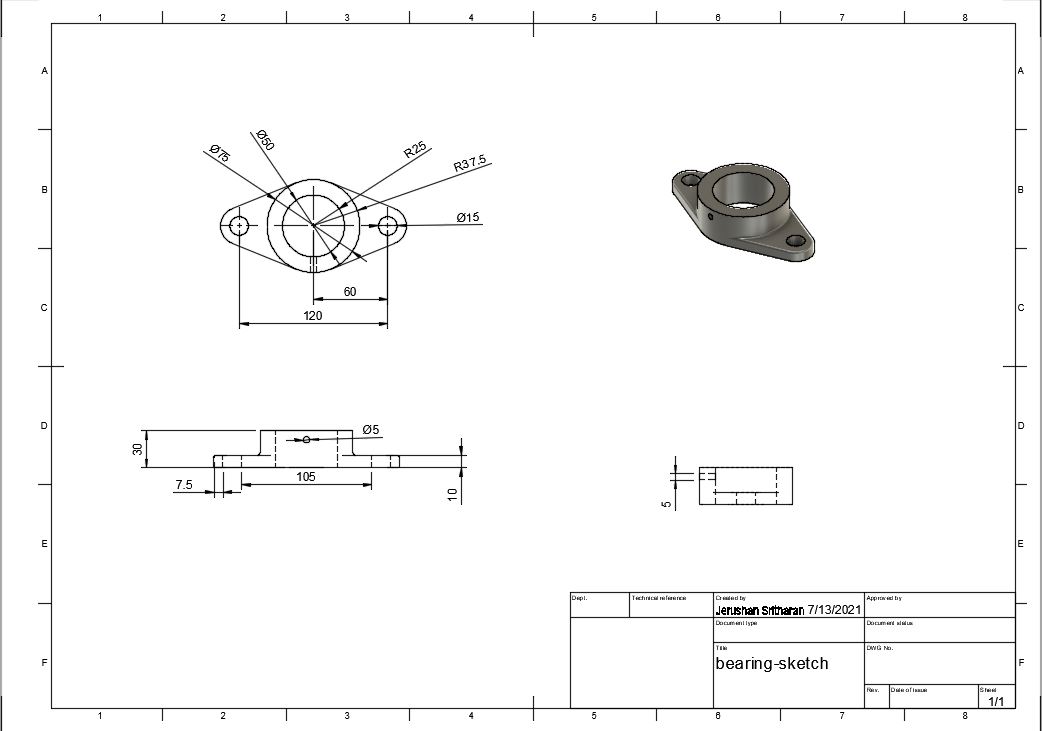 1 2 3 4 5 6 7 8
A A
B B
C C
D D
E E
F F
Ø75
Ø50
R25
R37.5
Ø15
60
120
30
Ø5
7.5
105
10
5
Dept.
Technical reference
Created by
Approved by
Jerushan Sritharan 7/13/2021
Document type
Document status
Title
DWG No.
bearing-sketch
Rev.
Date of issue
Sheet
1/1
1 2 3 4 5 6 7 8